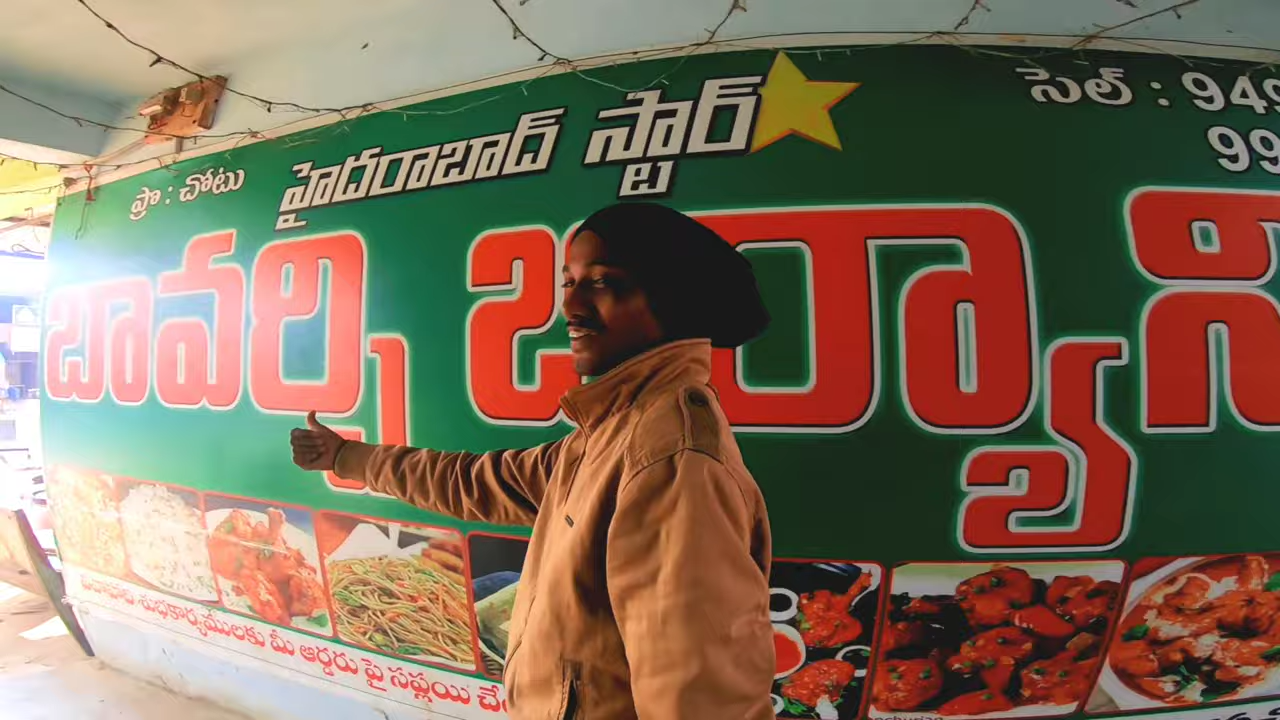 సెల్ : 949
99
ప్రొ : చోటు
హైదరాబాద్ స్టార్
బావర్చి బిర్యాని
శుభకార్యములకు మీ ఆర్డరు పై సప్లయి చే